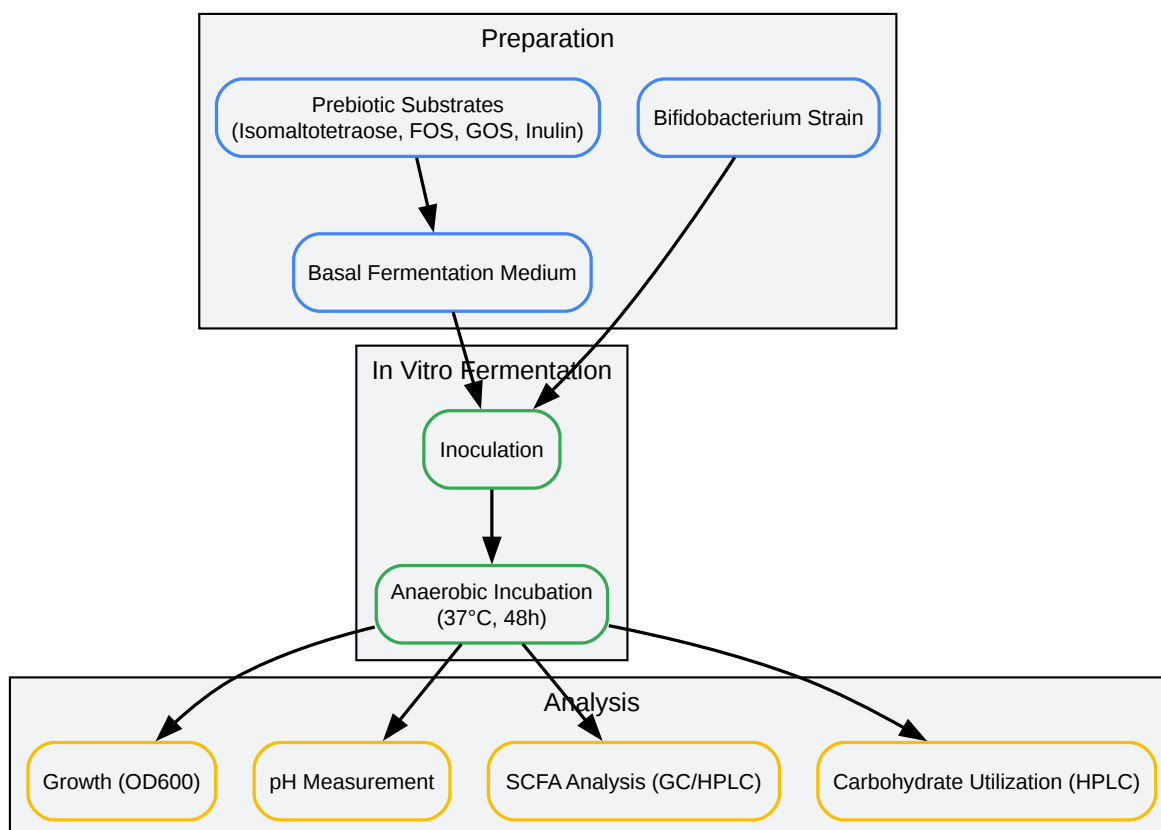 Preparation
Prebiotic Substrates
(Isomaltotetraose, FOS, GOS, Inulin)
Bifidobacterium Strain
Basal Fermentation Medium
In Vitro Fermentation
Inoculation
Anaerobic Incubation
(37°C, 48h)
Analysis
Growth (OD600)
pH Measurement
SCFA Analysis (GC/HPLC)
Carbohydrate Utilization (HPLC)